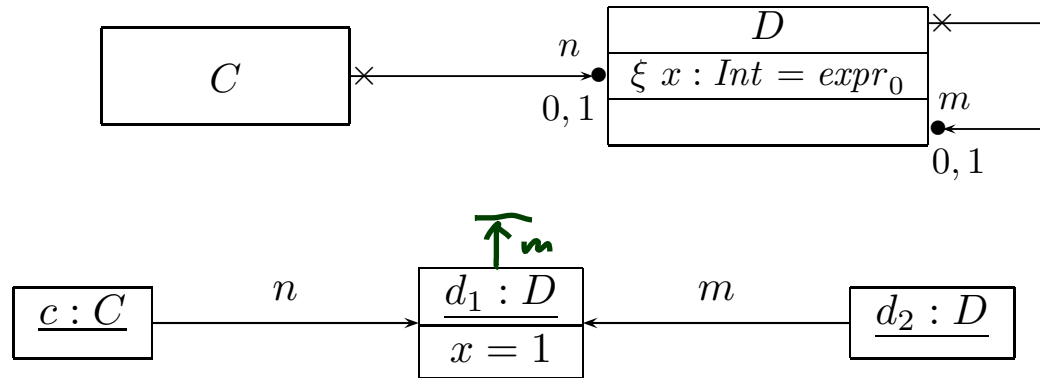 D
n
C
ξ x : Int = expr₀
m
0, 1
0, 1
m
n
m
c : C
d₁ : D
d₂ : D
x = 1